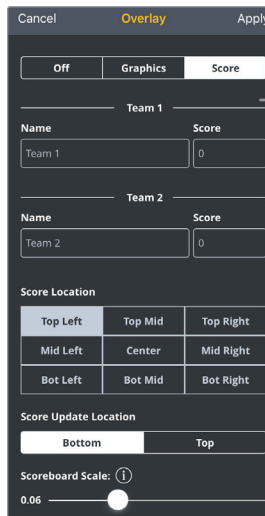 Cancel Overlay Apply
Off Graphics Score
Team 1
Name Score
Team 1 0
Team 2
Name Score
Team 2 0
Score Location
Top Left Top Mid Top Right
Mid Left Center Mid Right
Bot Left Bot Mid Bot Right
Score Update Location
Bottom Top
Scoreboard Scale: i
0.06